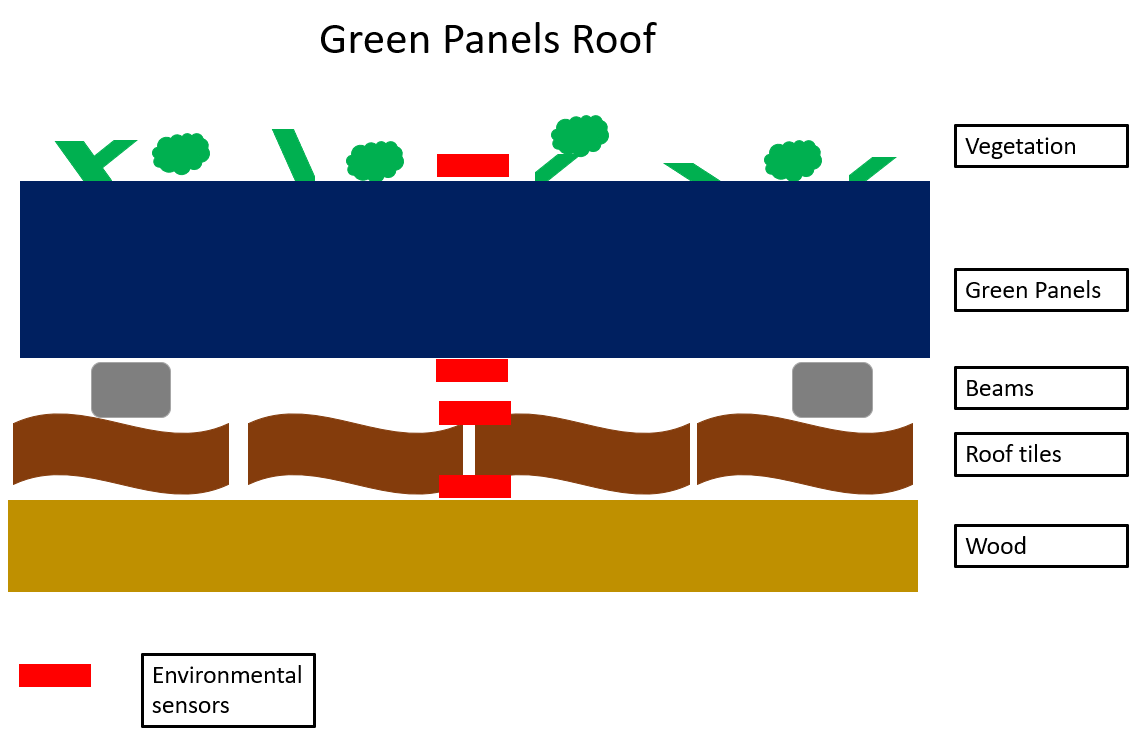 Green Panels Roof
Vegetation
Green Panels
Beams
Roof tiles
Wood
Environmental
sensors